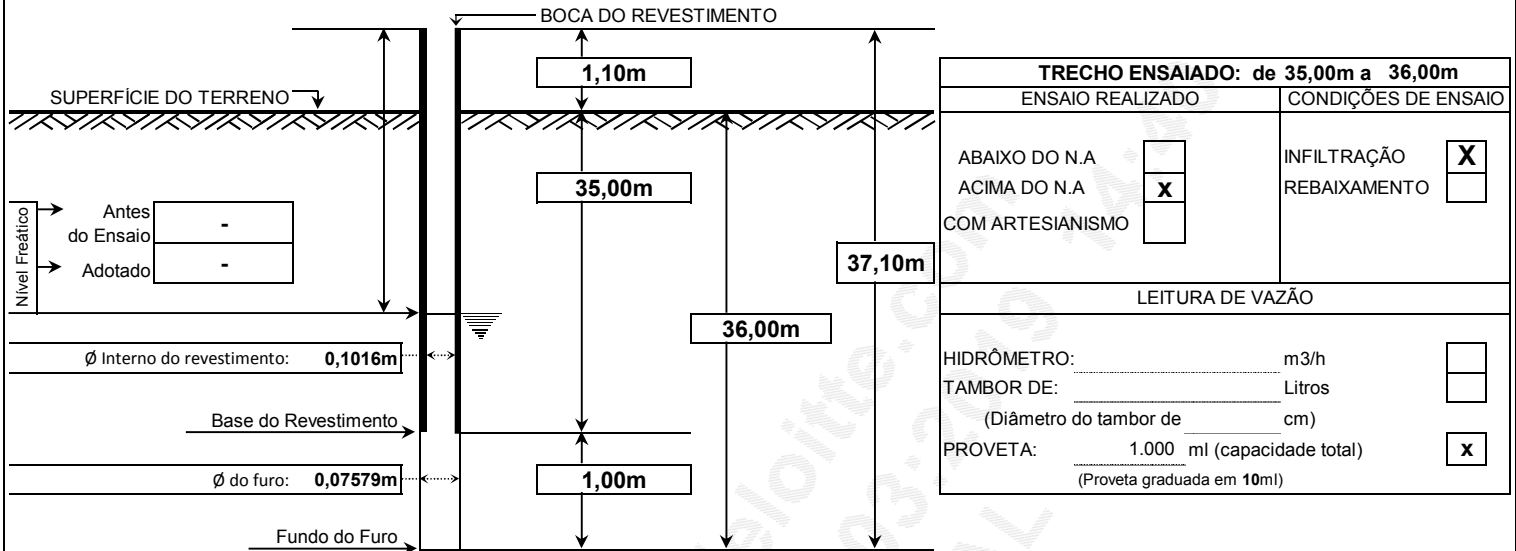 BOCA DO REVESTIMENTO
1,10m
SUPERFÍCIE DO TERRENO
35,00m
Nível Freático
Antes
do Ensaio
-
Adotado
-
37,10m
36,00m
Ø Interno do revestimento: 0,1016m
Base do Revestimento
Ø do furo: 0,07579m
1,00m
Fundo do Furo
TRECHO ENSAIADO: de 35,00m a 36,00m
ENSAIO REALIZADO
CONDIÇÕES DE ENSAIO
ABAIXO DO N.A
INFILTRAÇÃO X
ACIMA DO N.A x
REBAIXAMENTO
COM ARTESIANISMO
LEITURA DE VAZÃO
HIDRÔMETRO: m3/h
TAMBOR DE: Litros
(Diâmetro do tambor de cm)
PROVETA: 1.000 ml (capacidade total) x
(Proveta graduada em 10ml)